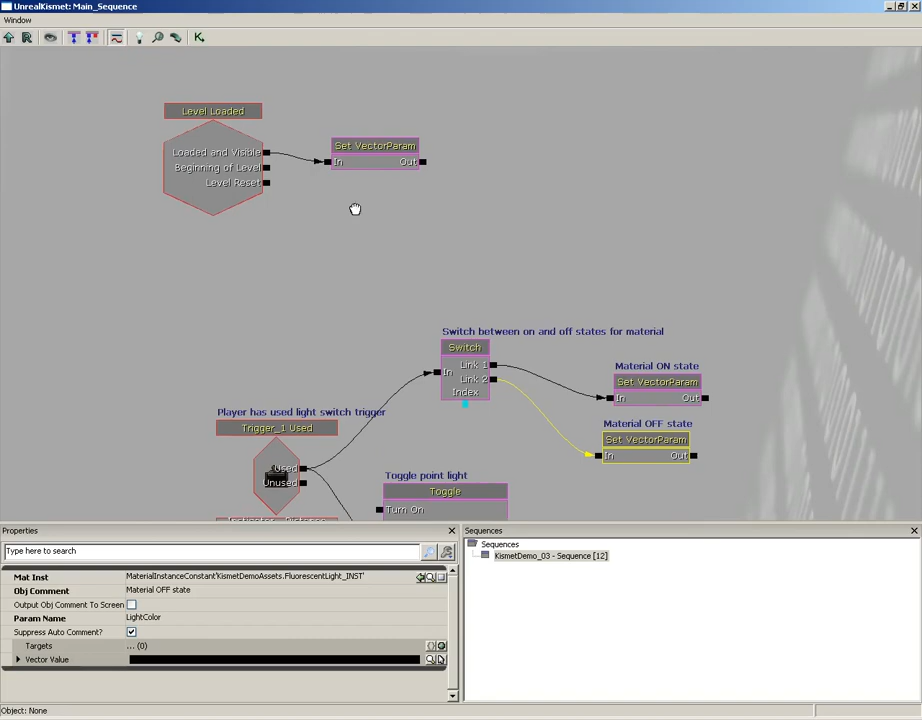 UnrealKismet: Main_Sequence
Window
Level Loaded
Loaded and Visible
Beginning of Level
Level Reset
Set VectorParam
In Out
Switch between on and off states for material
Switch
Link 1
In
Link 2
Index
Material ON state
Set VectorParam
In Out
Material OFF state
Set VectorParam
In Out
Player has used light switch trigger
Trigger_1 Used
Used
Unused
Toggle point light
Toggle
Turn On
Properties
Sequences
Type here to search
Sequences
KismetDemo_03 - Sequence [12]
Mat Inst MaterialInstanceConstant'KismetDemoAssets.FluorescentLight_INST'
Obj Comment Material OFF state
Output Obj Comment To Screen
Param Name LightColor
Suppress Auto Comment?
Targets ... (0)
Vector Value
Object: None